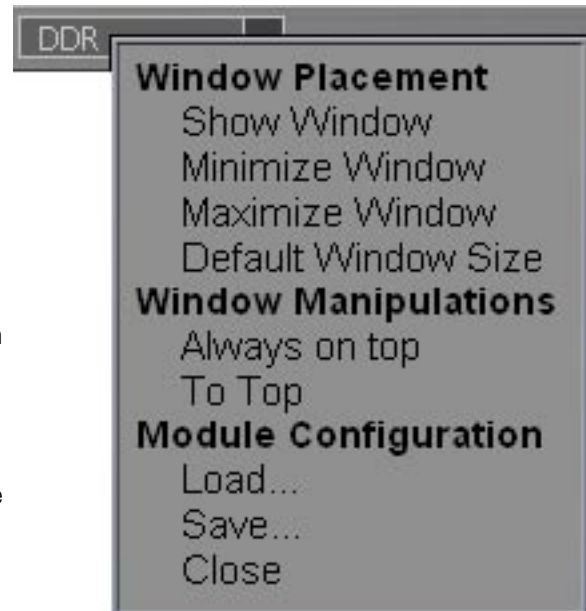 DDR
Window Placement
Show Window
Minimize Window
Maximize Window
Default Window Size
Window Manipulations
Always on top
To Top
Module Configuration
Load...
Save...
Close